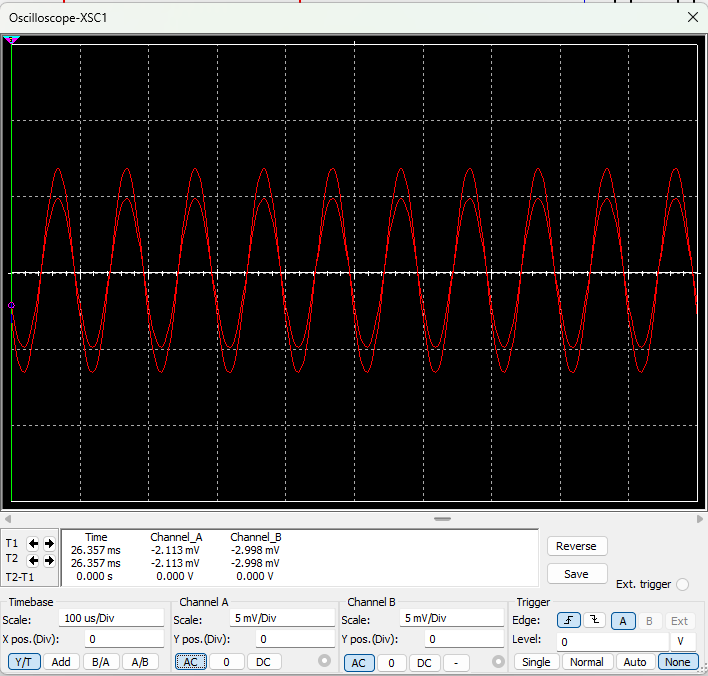 Oscilloscope-XSC1
Time Channel_A Channel_B
T1 26.357 ms -2.113 mV -2.998 mV
T2 26.357 ms -2.113 mV -2.998 mV
T2-T1 0.000 s 0.000 V 0.000 V
Reverse
Save
Ext. trigger
Timebase
Scale: 100 us/Div
X pos.(Div): 0
Y/T Add B/A A/B
Channel A
Scale: 5 mV/Div
Y pos.(Div): 0
AC 0 DC
Channel B
Scale: 5 mV/Div
Y pos.(Div): 0
AC 0 DC -
Trigger
Edge: A B Ext
Level: 0 V
Single Normal Auto None